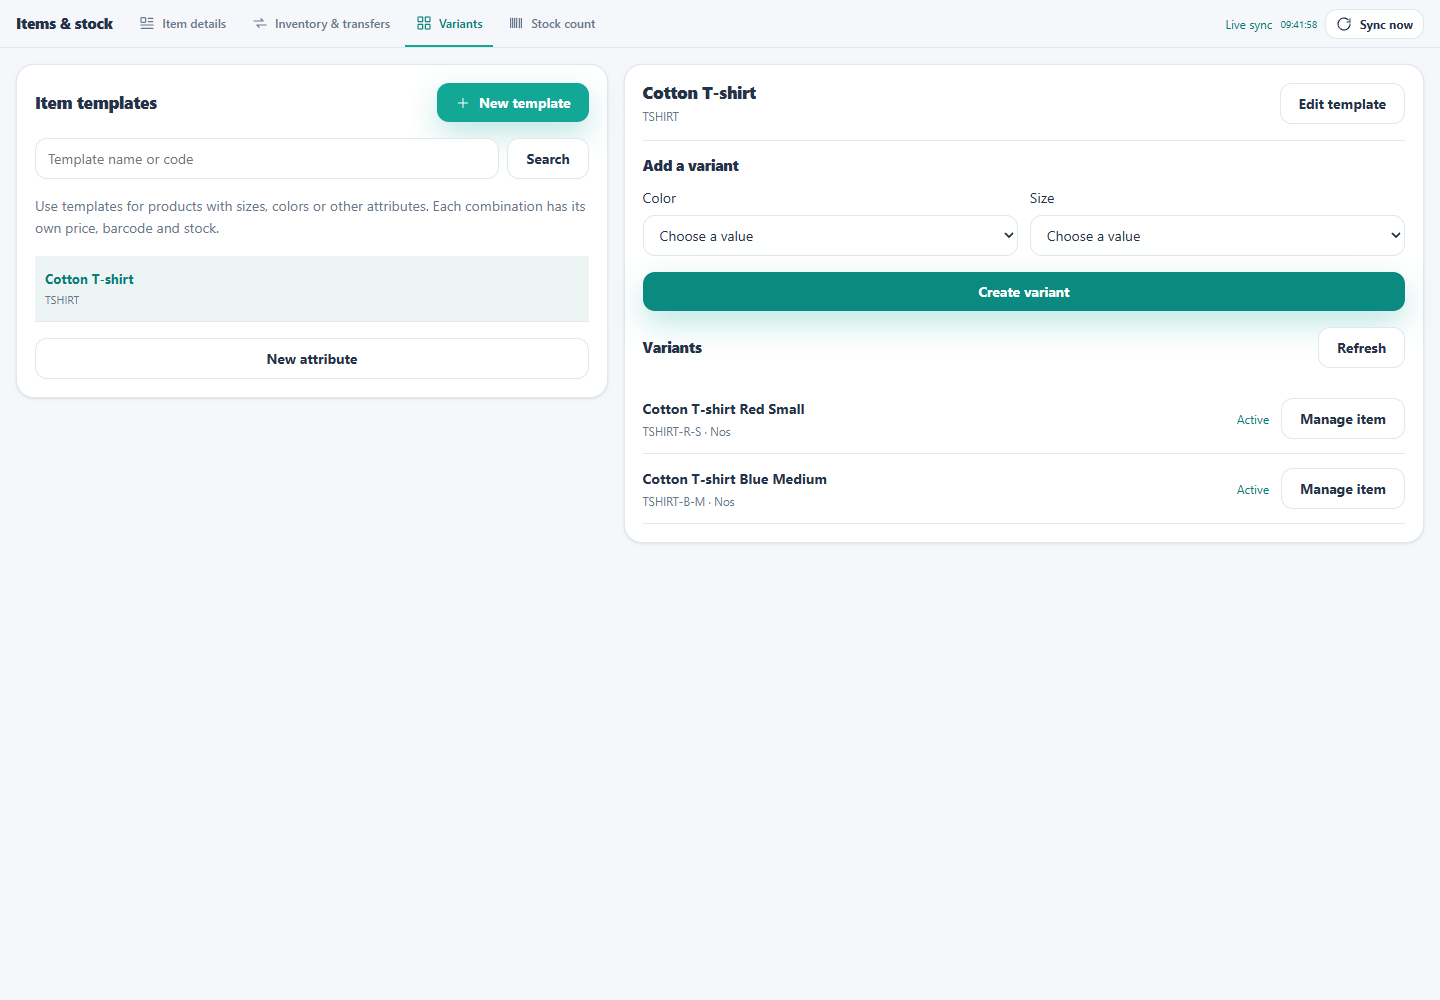 Items & stock
Item details
Inventory & transfers
Variants
Stock count
Live sync 09:41:58
Sync now
Item templates
New template
Template name or code
Search
Use templates for products with sizes, colors or other attributes. Each combination has its
own price, barcode and stock.
Cotton T-shirt
TSHIRT
New attribute
Cotton T-shirt
TSHIRT
Edit template
Add a variant
Color
Size
Choose a value
Choose a value
Create variant
Variants
Refresh
Cotton T-shirt Red Small
TSHIRT-R-S · Nos
Active
Manage item
Cotton T-shirt Blue Medium
TSHIRT-B-M · Nos
Active
Manage item